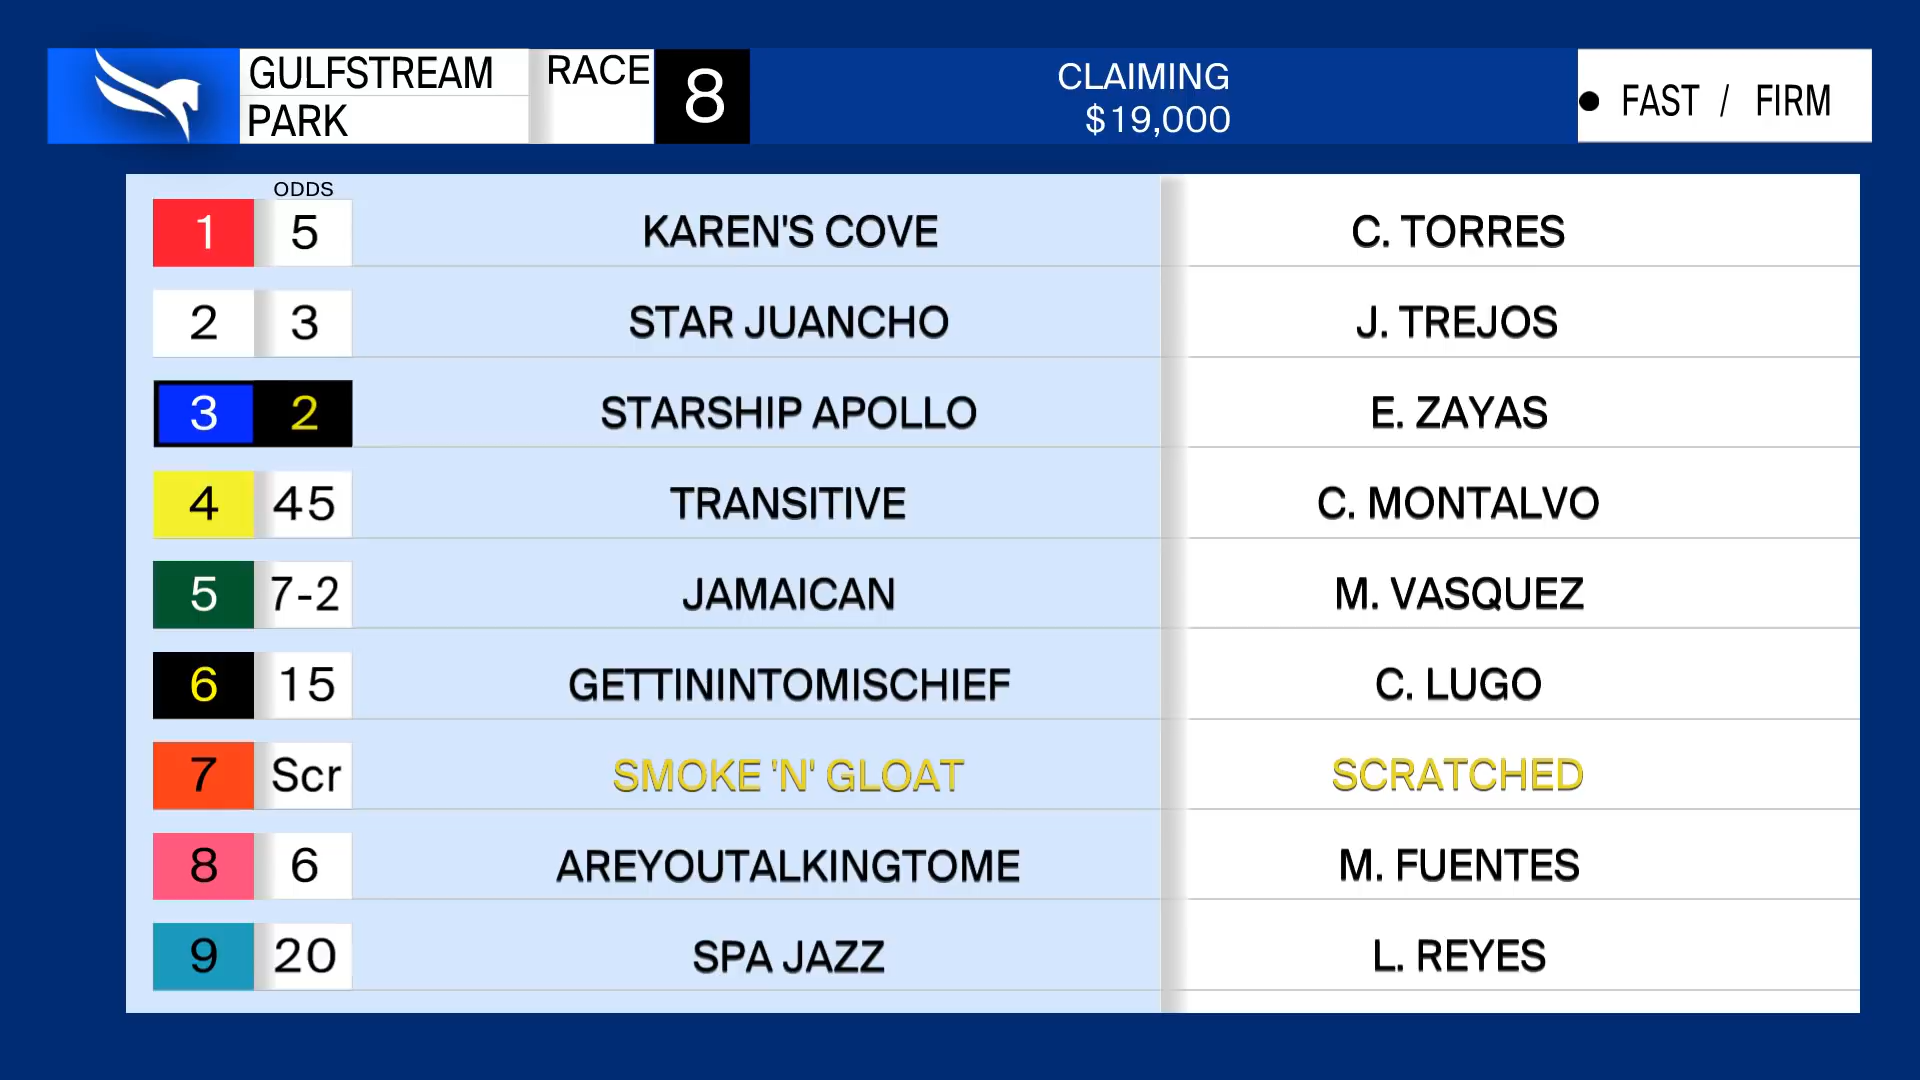 GULFSTREAM
PARK
RACE
8
CLAIMING
$19,000
• FAST / FIRM
ODDS
1 5 KAREN'S COVE C. TORRES
2 3 STAR JUANCHO J. TREJOS
3 2 STARSHIP APOLLO E. ZAYAS
4 45 TRANSITIVE C. MONTALVO
5 7-2 JAMAICAN M. VASQUEZ
6 15 GETTININTOMISCHIEF C. LUGO
7 Scr SMOKE 'N' GLOAT SCRATCHED
8 6 AREYOUTALKINGTOME M. FUENTES
9 20 SPA JAZZ L. REYES